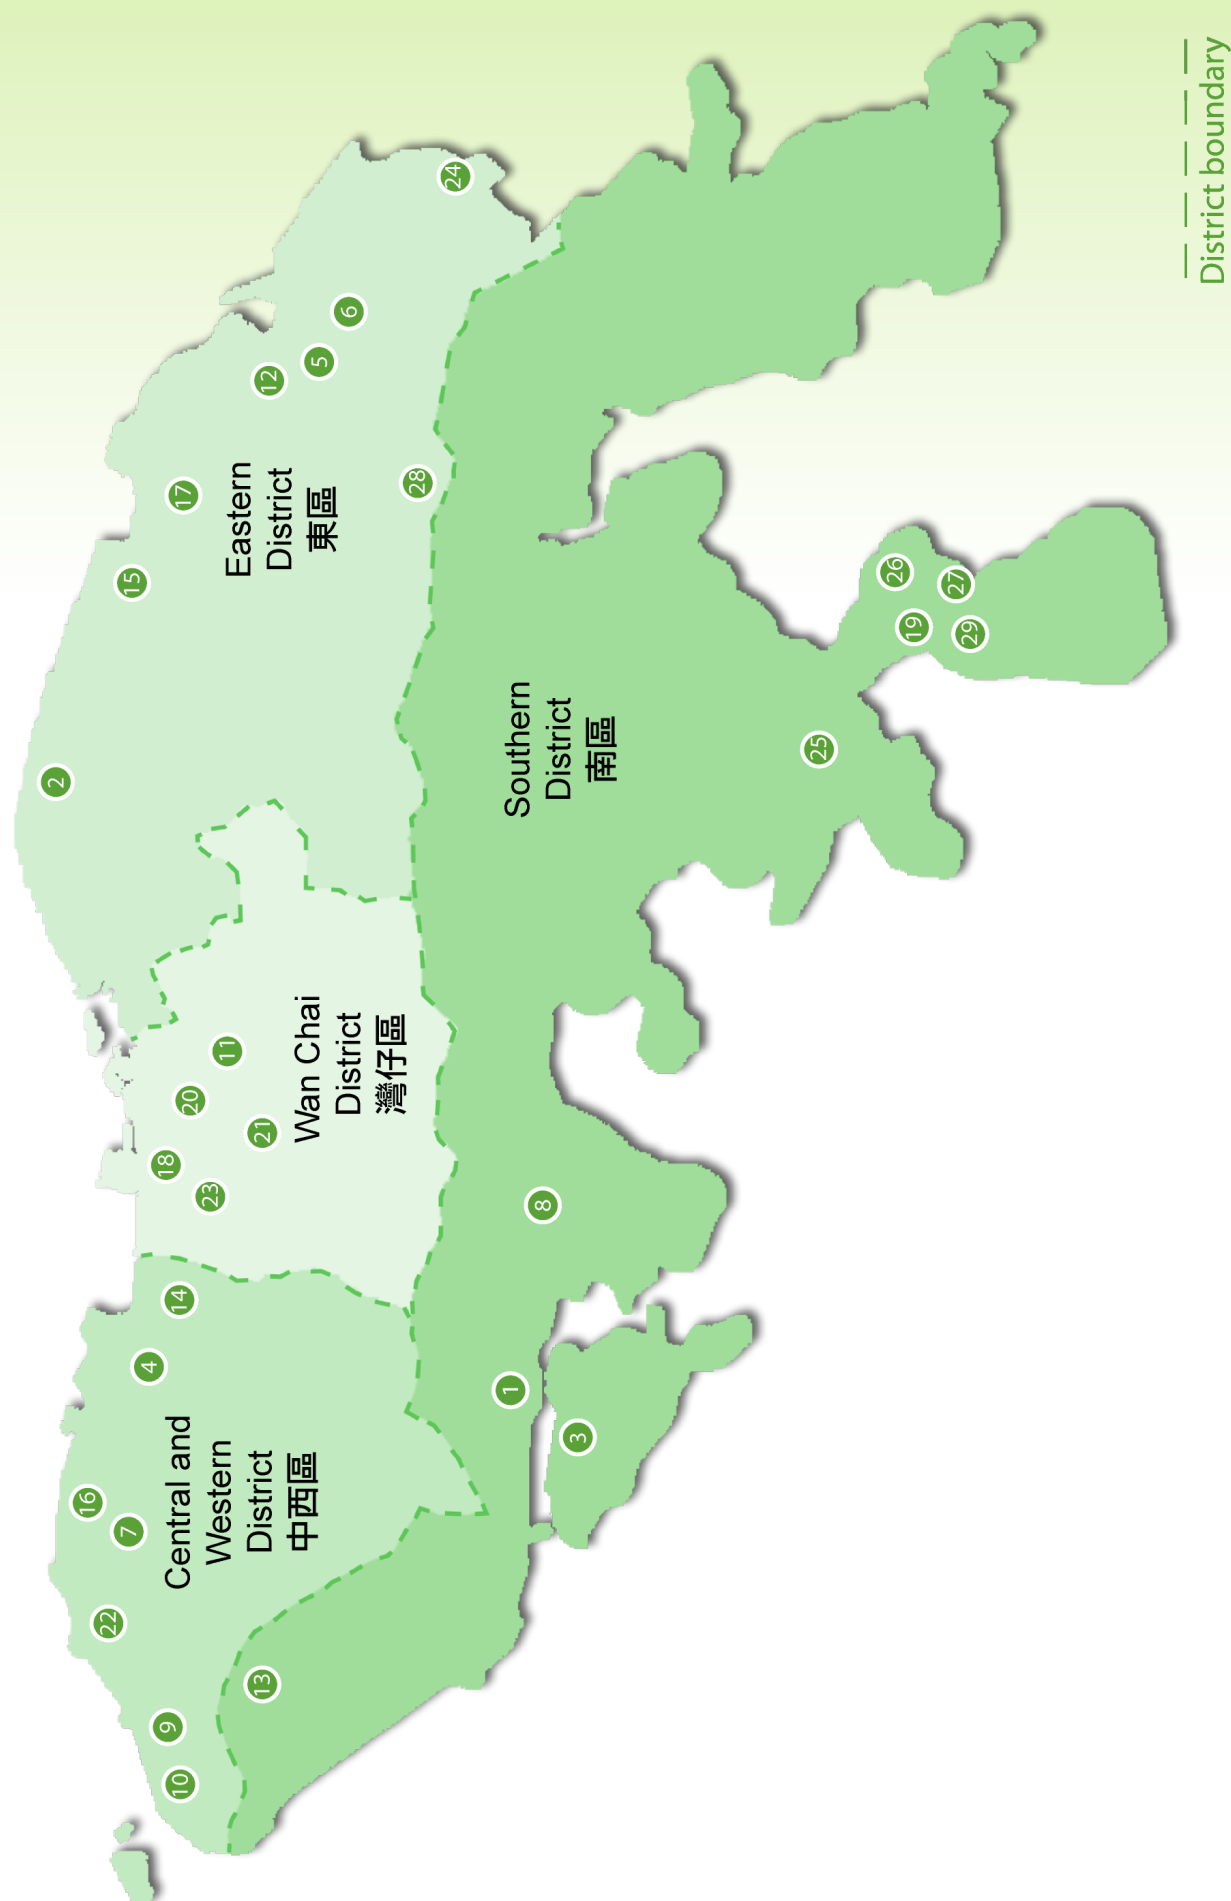 Central and
Western
District
中西區
Wan Chai
District
灣仔區
Eastern
District
東區
Southern
District
南區
2
15
17
12
5
6
24
28
16
7
22
9
10
4
14
13
18
20
11
23
21
1
3
8
25
19
26
27
29
District boundary